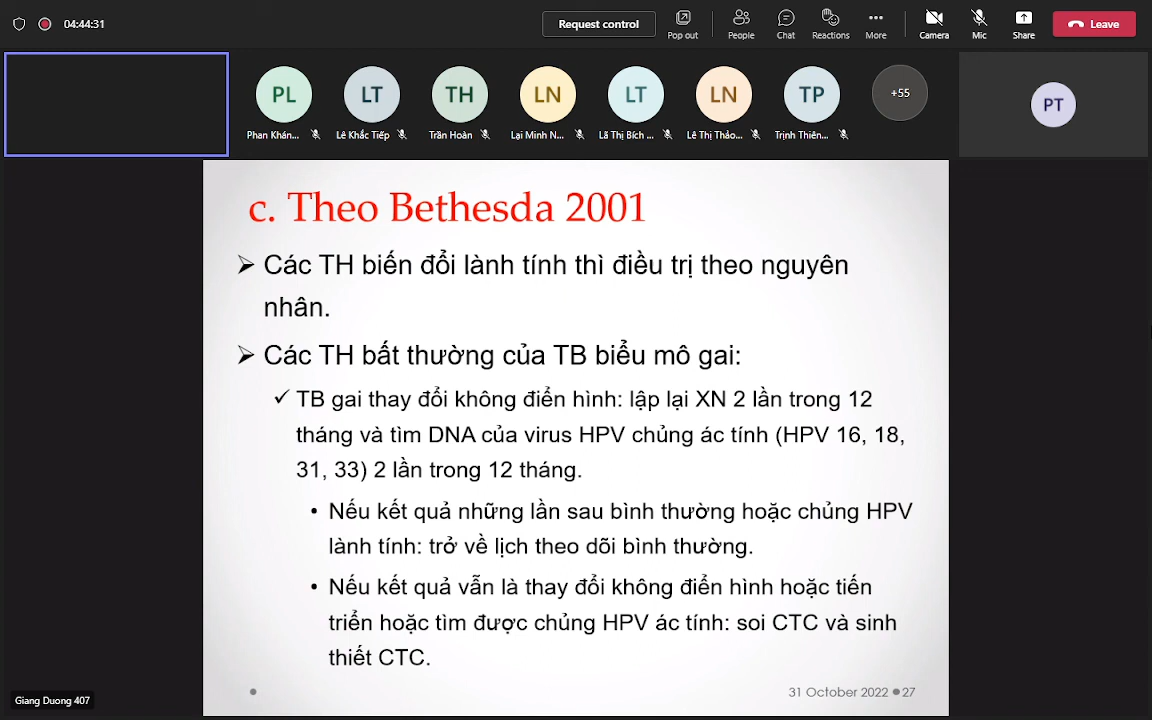 04:44:31
Request control
Pop out
People
Chat
Reactions
More
Camera
Mic
Share
Leave
PL
LT
TH
LN
LT
LN
TP
+55
PT
Phan Khán...
Lê Khắc Tiếp
Trần Hoàn
Lại Minh N...
Lã Thị Bích ...
Lê Thị Thảo...
Trịnh Thiên...
c. Theo Bethesda 2001
➢ Các TH biến đổi lành tính thì điều trị theo nguyên
nhân.
➢ Các TH bất thường của TB biểu mô gai:
✓ TB gai thay đổi không điển hình: lập lại XN 2 lần trong 12
tháng và tìm DNA của virus HPV chủng ác tính (HPV 16, 18,
31, 33) 2 lần trong 12 tháng.
• Nếu kết quả những lần sau bình thường hoặc chủng HPV
lành tính: trở về lịch theo dõi bình thường.
• Nếu kết quả vẫn là thay đổi không điển hình hoặc tiến
triển hoặc tìm được chủng HPV ác tính: soi CTC và sinh
thiết CTC.
31 October 2022 ● 27
Giang Duong 407